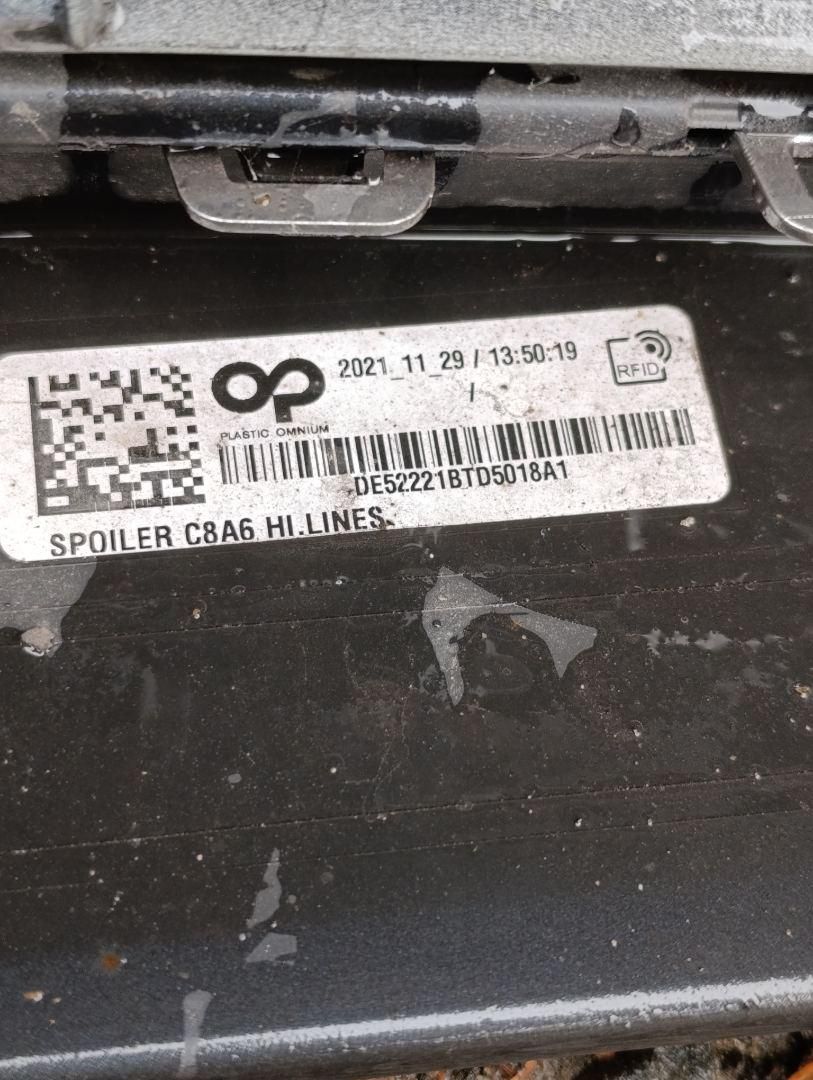 2021_11_29 / 13:50:19
/
RFID
PLASTIC OMNIUM
DE52221BTD5018A1
SPOILER C8A6 HI.LINES